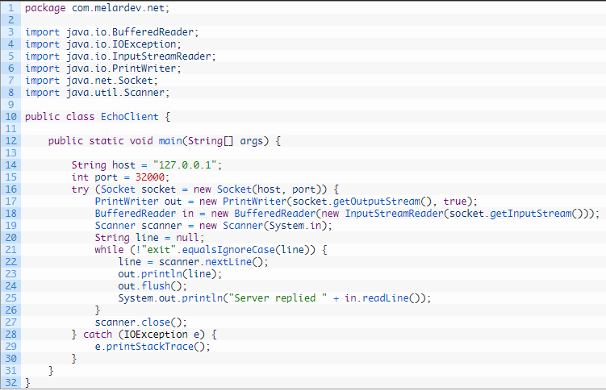 1 package com.melardev.net;
2
3 import java.io.BufferedReader;
4 import java.io.IOException;
5 import java.io.InputStreamReader;
6 import java.io.PrintWriter;
7 import java.net.Socket;
8 import java.util.Scanner;
9
10 public class EchoClient {
11
12     public static void main(String[] args) {
13
14         String host = "127.0.0.1";
15         int port = 32000;
16         try (Socket socket = new Socket(host, port)) {
17             PrintWriter out = new PrintWriter(socket.getOutputStream(), true);
18             BufferedReader in = new BufferedReader(new InputStreamReader(socket.getInputStream()));
19             Scanner scanner = new Scanner(System.in);
20             String line = null;
21             while (!"exit".equalsIgnoreCase(line)) {
22                 line = scanner.nextLine();
23                 out.println(line);
24                 out.flush();
25                 System.out.println("Server replied " + in.readLine());
26             }
27             scanner.close();
28         } catch (IOException e) {
29             e.printStackTrace();
30         }
31     }
32 }